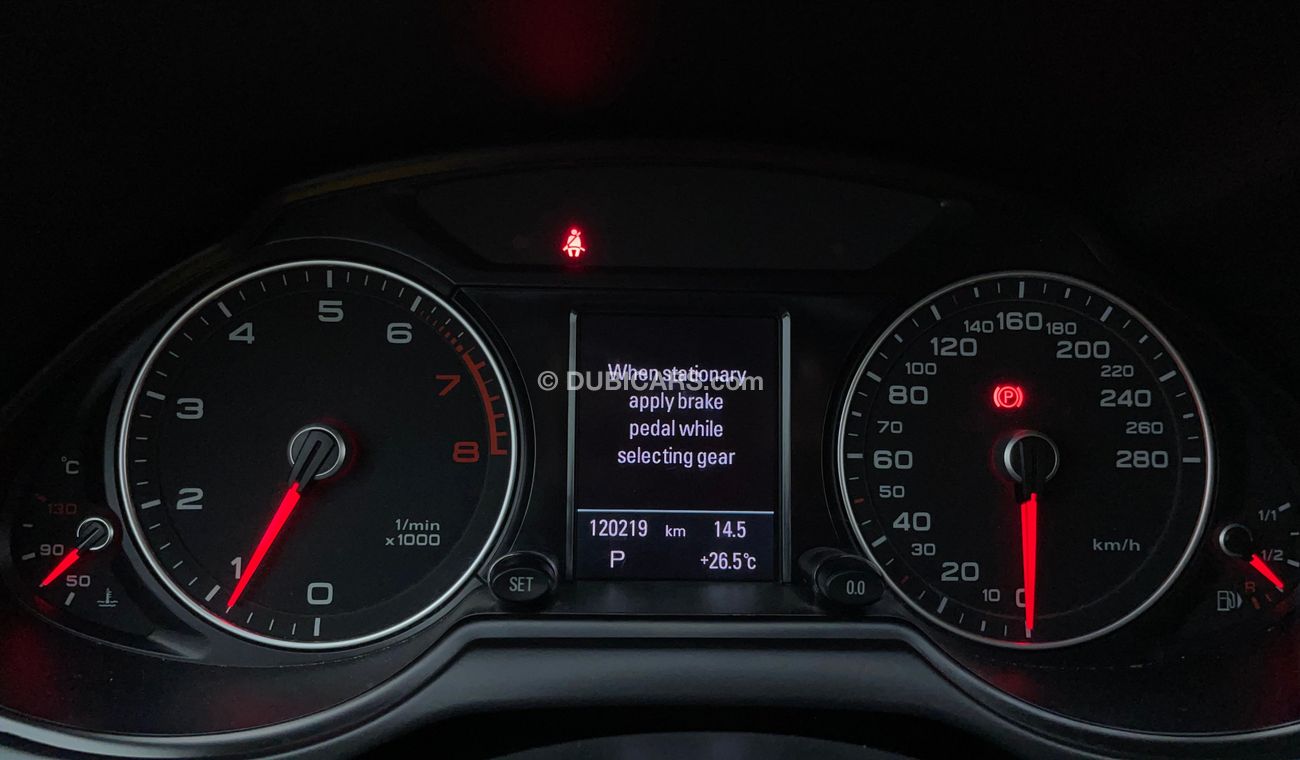 5
4
6
3
7
2
8
1/min
x1000
1
0
°C
130
90
50
When stationary
© DUBICARS.com
apply brake
pedal while
selecting gear
120219 km 14.5
P +26.5°C
SET
0.0
140 160 180
120 200
100 220
80 240
70 260
60 280
50
40
30
20
10 0
km/h
P
1/1
1/2
R